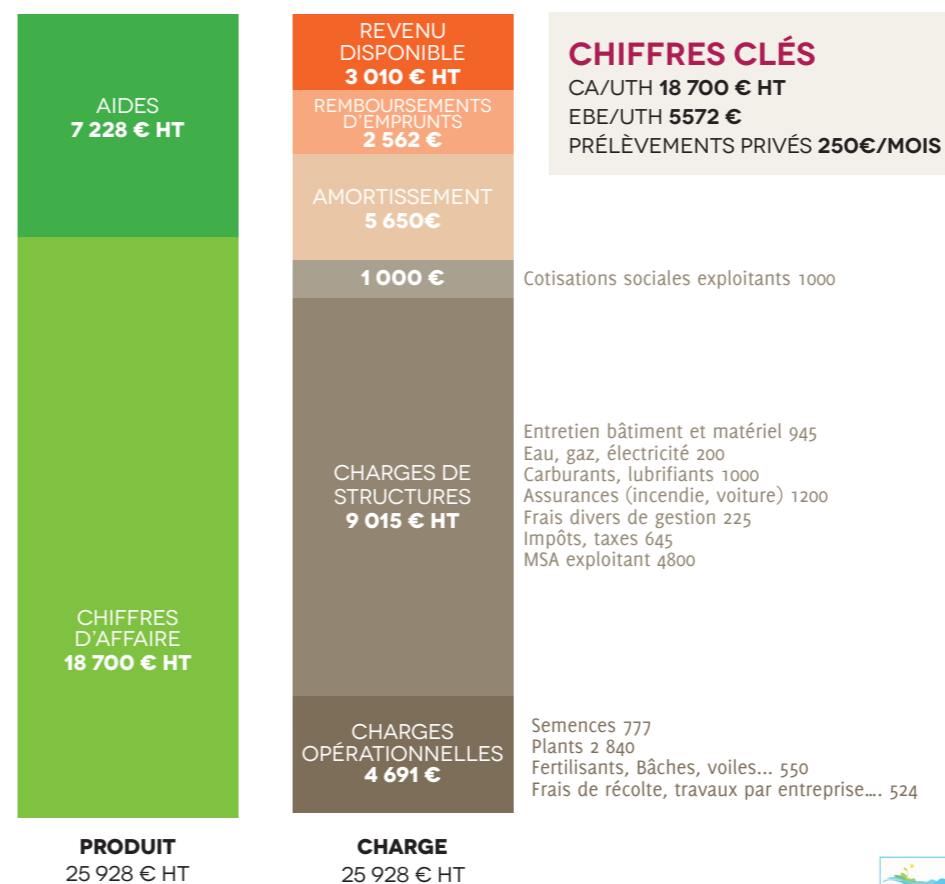 AIDES
7 228 € HT
CHIFFRES
D'AFFAIRE
18 700 € HT
PRODUIT
25 928 € HT
REVENU
DISPONIBLE
3 010 € HT
REMBOURSEMENTS
D'EMPRUNTS
2 562 €
AMORTISSEMENT
5 650€
1 000 €
Cotisations sociales exploitants 1000
CHARGES DE
STRUCTURES
9 015 € HT
Entretien bâtiment et matériel 945
Eau, gaz, électricité 200
Carburants, lubrifiants 1000
Assurances (incendie, voiture) 1200
Frais divers de gestion 225
Impôts, taxes 645
MSA exploitant 4800
CHARGES
OPÉRATIONNELLES
4 691 €
Semences 777
Plants 2 840
Fertilisants, Bâches, voiles... 550
Frais de récolte, travaux par entreprise.... 524
CHARGE
25 928 € HT
CHIFFRES CLÉS
CA/UTH 18 700 € HT
EBE/UTH 5572 €
PRÉLÈVEMENTS PRIVÉS 250€/MOIS